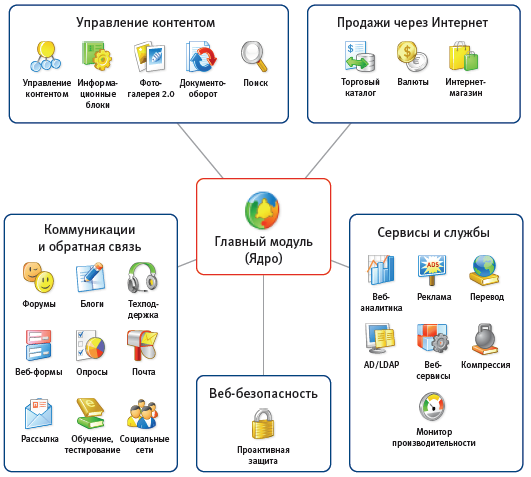 Управление контентом
Управление
контентом
Информа-
ционные
блоки
Фото-
галерея 2.0
Документо-
оборот
Поиск
Продажи через Интернет
Торговый
каталог
Валюты
Интернет-
магазин
Главный модуль
(Ядро)
Коммуникации
и обратная связь
Форумы
Блоги
Техпод-
держка
Веб-формы
Опросы
Почта
Рассылка
Обучение,
тестирование
Социальные
сети
Веб-безопасность
Проактивная
защита
Сервисы и службы
Веб-
аналитика
ADS
Реклама
Перевод
AD/LDAP
Веб-
сервисы
Компрессия
Монитор
производительности